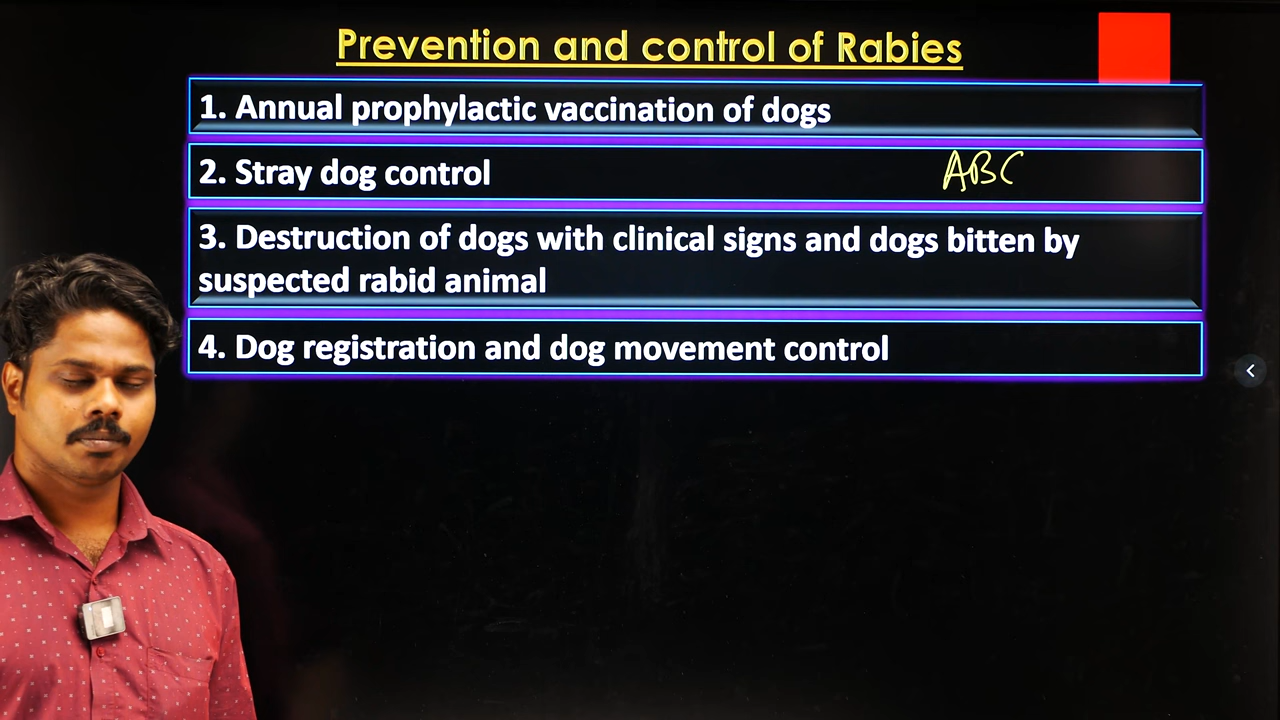 Prevention and control of Rabies
1. Annual prophylactic vaccination of dogs
2. Stray dog control
ABC
3. Destruction of dogs with clinical signs and dogs bitten by
suspected rabid animal
4. Dog registration and dog movement control